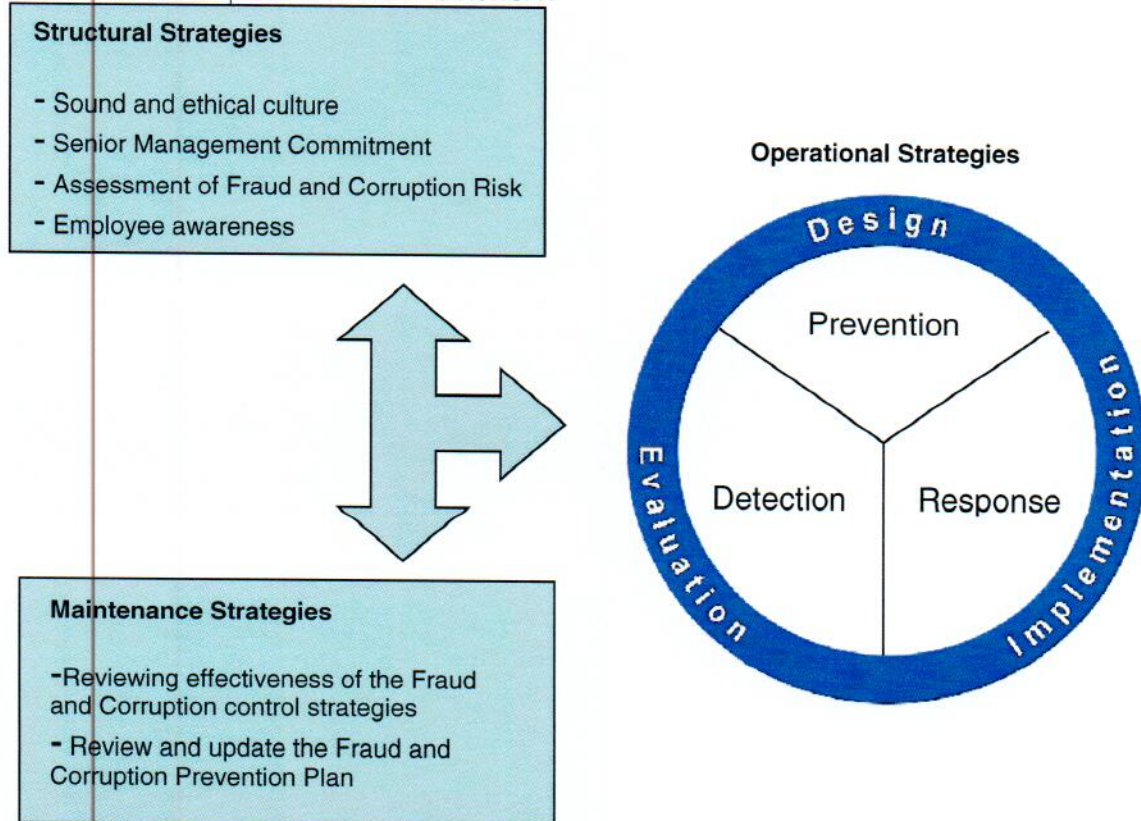 Structural Strategies
- Sound and ethical culture
- Senior Management Commitment
- Assessment of Fraud and Corruption Risk
- Employee awareness
Operational Strategies
Design
Prevention
Detection
Response
Evaluation
Implementation
Maintenance Strategies
-Reviewing effectiveness of the Fraud
and Corruption control strategies
- Review and update the Fraud and
Corruption Prevention Plan